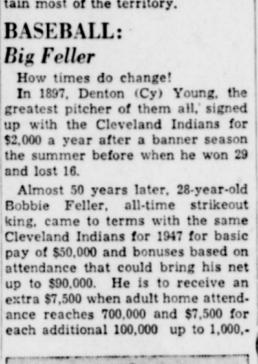 tain most of the territory.
BASEBALL:
Big Feller
How times do change!
In 1897, Denton (Cy) Young, the
greatest pitcher of them all, signed
up with the Cleveland Indians for
$2,000 a year after a banner season
the summer before when he won 29
and lost 16.
Almost 50 years later, 28-year-old
Bobbie Feller, all-time strikeout
king, came to terms with the same
Cleveland Indians for 1947 for basic
pay of $50,000 and bonuses based on
attendance that could bring his net
up to $90,000. He is to receive an
extra $7,500 when adult home attend-
ance reaches 700,000 and $7,500 for
each additional 100,000 up to 1,000,-